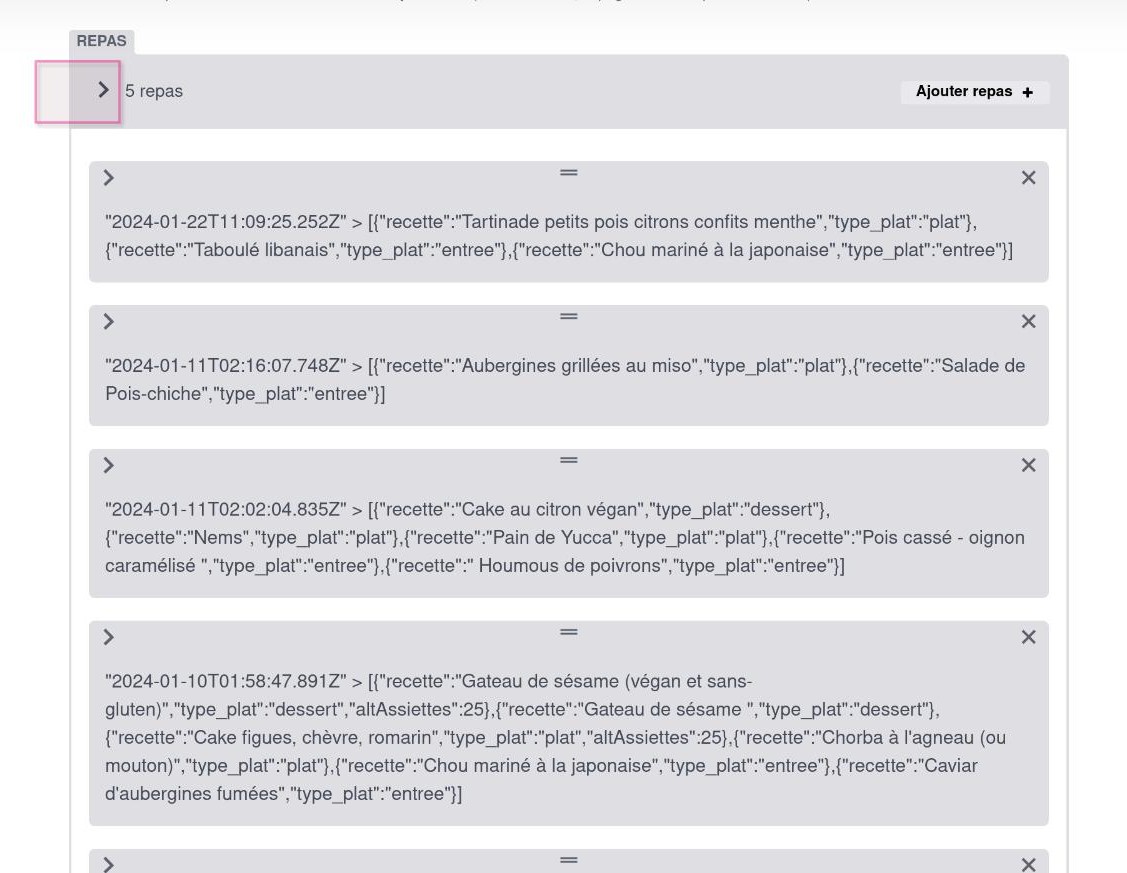 REPAS
5 repas
Ajouter repas +
"2024-01-22T11:09:25.252Z" > [{"recette":"Tartinade petits pois citrons confits menthe","type_plat":"plat"},
{"recette":"Taboulé libanais","type_plat":"entree"},{"recette":"Chou mariné à la japonaise","type_plat":"entree"}]
"2024-01-11T02:16:07.748Z" > [{"recette":"Aubergines grillées au miso","type_plat":"plat"},{"recette":"Salade de
Pois-chiche","type_plat":"entree"}]
"2024-01-11T02:02:04.835Z" > [{"recette":"Cake au citron végan","type_plat":"dessert"},
{"recette":"Nems","type_plat":"plat"},{"recette":"Pain de Yucca","type_plat":"plat"},{"recette":"Pois cassé - oignon
caramélisé ","type_plat":"entree"},{"recette":" Houmous de poivrons","type_plat":"entree"}]
"2024-01-10T01:58:47.891Z" > [{"recette":"Gateau de sésame (végan et sans-
gluten)","type_plat":"dessert","altAssiettes":25},{"recette":"Gateau de sésame ","type_plat":"dessert"},
{"recette":"Cake figues, chèvre, romarin","type_plat":"plat","altAssiettes":25},{"recette":"Chorba à l'agneau (ou
mouton)","type_plat":"plat"},{"recette":"Chou mariné à la japonaise","type_plat":"entree"},{"recette":"Caviar
d'aubergines fumées","type_plat":"entree"}]